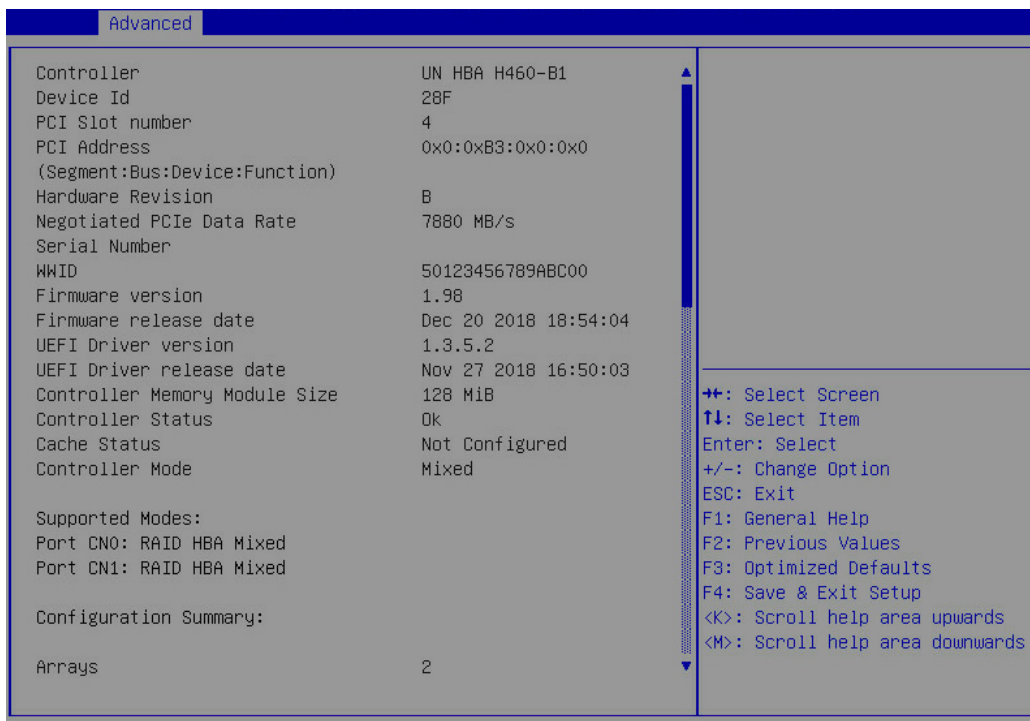 Advanced
Controller UN HBA H460-B1
Device Id 28F
PCI Slot number 4
PCI Address 0x0:0xB3:0x0:0x0
(Segment:Bus:Device:Function)
Hardware Revision B
Negotiated PCIe Data Rate 7880 MB/s
Serial Number
WWID 50123456789ABC00
Firmware version 1.98
Firmware release date Dec 20 2018 18:54:04
UEFI Driver version 1.3.5.2
UEFI Driver release date Nov 27 2018 16:50:03
Controller Memory Module Size 128 MiB
Controller Status Ok
Cache Status Not Configured
Controller Mode Mixed
Supported Modes:
Port CN0: RAID HBA Mixed
Port CN1: RAID HBA Mixed
Configuration Summary:
Arrays 2
→←: Select Screen
↑↓: Select Item
Enter: Select
+/-: Change Option
ESC: Exit
F1: General Help
F2: Previous Values
F3: Optimized Defaults
F4: Save & Exit Setup
<K>: Scroll help area upwards
<M>: Scroll help area downwards